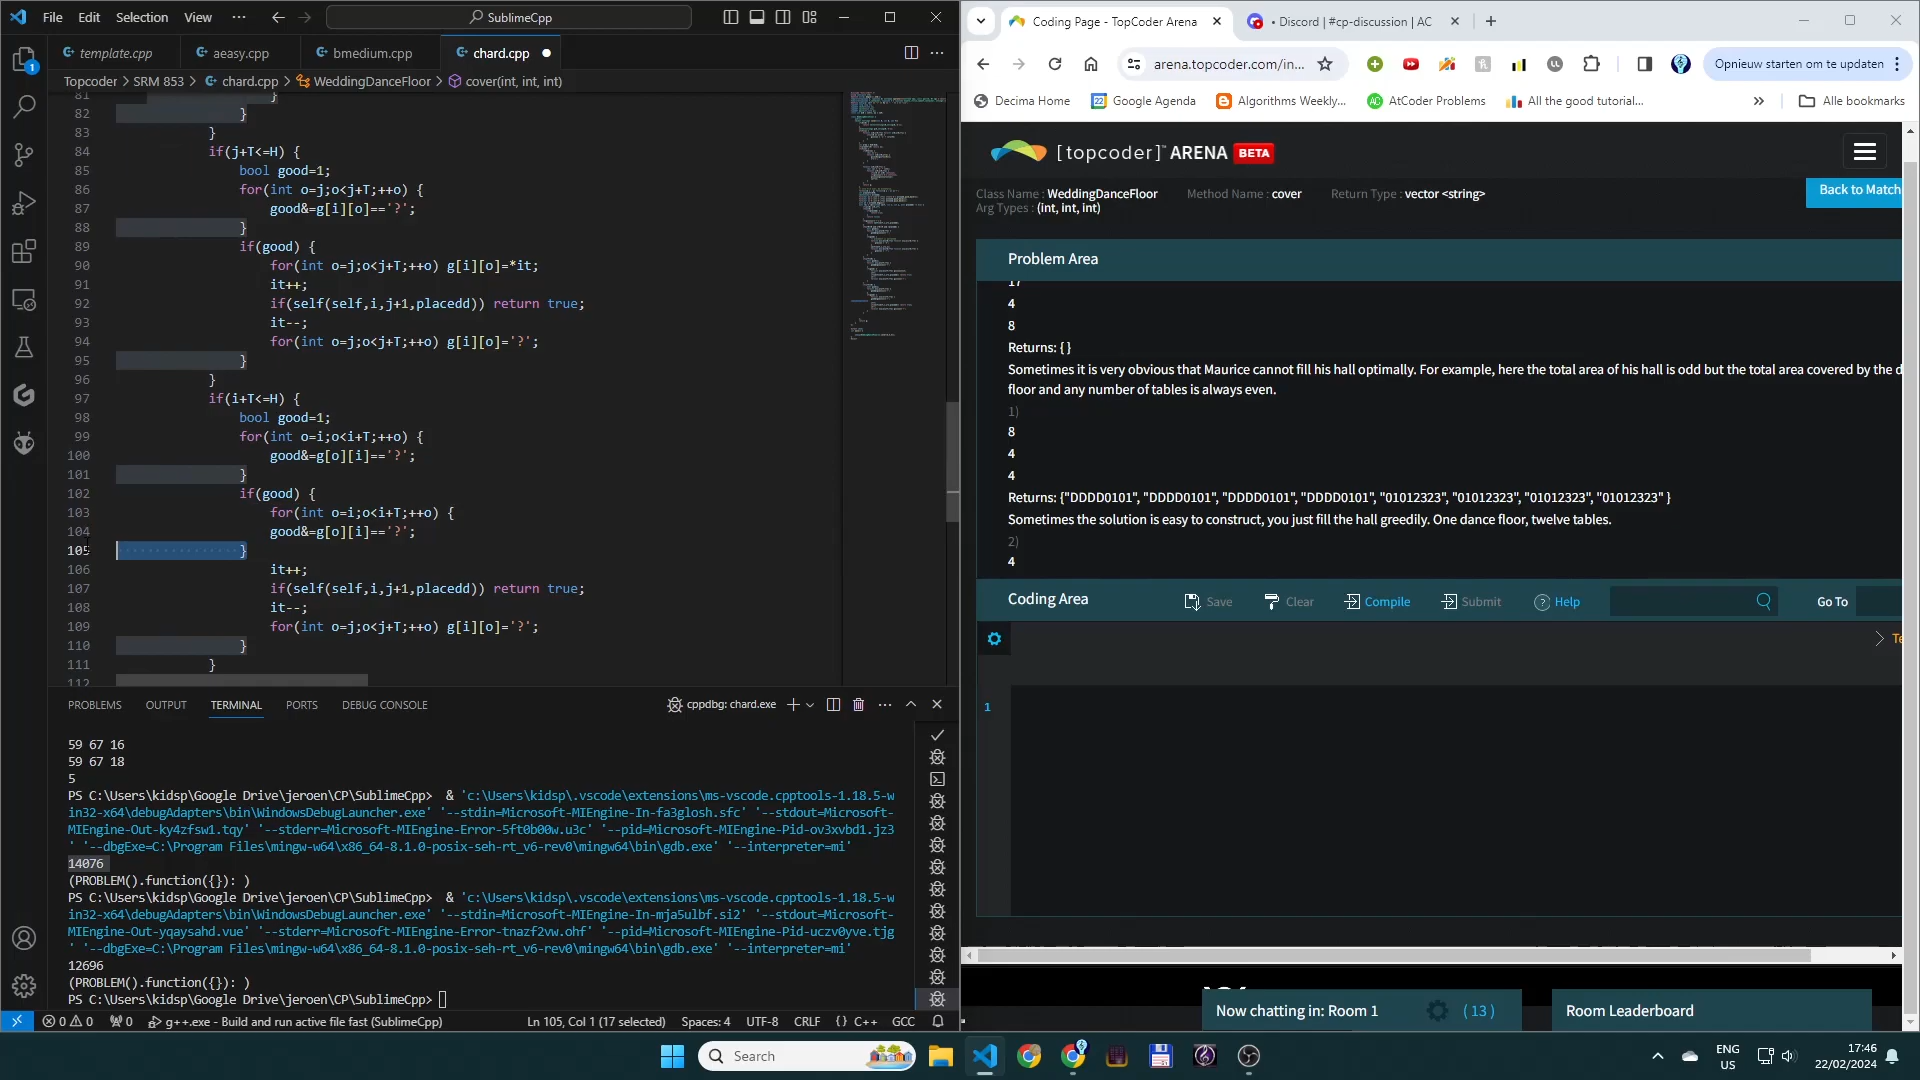 File Edit Selection View ··· SublimeCpp
template.cpp aeasy.cpp bmedium.cpp chard.cpp
Topcoder > SRM 853 > chard.cpp > WeddingDanceFloor > cover(int, int, int)
81 }
82 }
83 }
84 if(j+T<=H) {
85 bool good=1;
86 for(int o=j;o<j+T;++o) {
87 good&=g[i][o]=='?';
88 }
89 if(good) {
90 for(int o=j;o<j+T;++o) g[i][o]=*it;
91 it++;
92 if(self(self,i,j+1,placedd)) return true;
93 it--;
94 for(int o=j;o<j+T;++o) g[i][o]='?';
95 }
96 }
97 if(i+T<=H) {
98 bool good=1;
99 for(int o=i;o<i+T;++o) {
100 good&=g[o][i]=='?';
101 }
102 if(good) {
103 for(int o=i;o<i+T;++o) {
104 good&=g[o][i]=='?';
105 }
106 it++;
107 if(self(self,i,j+1,placedd)) return true;
108 it--;
109 for(int o=j;o<j+T;++o) g[i][o]='?';
110 }
111 }
112
PROBLEMS OUTPUT TERMINAL PORTS DEBUG CONSOLE cppdbg: chard.exe
59 67 16
59 67 18
5
PS C:\Users\kidsp\Google Drive\jeroen\CP\SublimeCpp> & 'c:\Users\kidsp\.vscode\extensions\ms-vscode.cpptools-1.18.5-w
in32-x64\debugAdapters\bin\WindowsDebugLauncher.exe' '--stdin=Microsoft-MIEngine-In-fa3glosh.sfc' '--stdout=Microsoft-
MIEngine-Out-ky4zfsw1.tqy' '--stderr=Microsoft-MIEngine-Error-5ft0b00w.u3c' '--pid=Microsoft-MIEngine-Pid-ov3xvbd1.jz3
' '--dbgExe=C:\Program Files\mingw-w64\x86_64-8.1.0-posix-seh-rt_v6-rev0\mingw64\bin\gdb.exe' '--interpreter=mi'
14076
(PROBLEM().function({}): )
PS C:\Users\kidsp\Google Drive\jeroen\CP\SublimeCpp> & 'c:\Users\kidsp\.vscode\extensions\ms-vscode.cpptools-1.18.5-w
in32-x64\debugAdapters\bin\WindowsDebugLauncher.exe' '--stdin=Microsoft-MIEngine-In-mja5ulbf.si2' '--stdout=Microsoft-
MIEngine-Out-yqaysahd.vue' '--stderr=Microsoft-MIEngine-Error-tnazf2vw.ohf' '--pid=Microsoft-MIEngine-Pid-uczv0yve.tjg
' '--dbgExe=C:\Program Files\mingw-w64\x86_64-8.1.0-posix-seh-rt_v6-rev0\mingw64\bin\gdb.exe' '--interpreter=mi'
12696
(PROBLEM().function({}): )
PS C:\Users\kidsp\Google Drive\jeroen\CP\SublimeCpp>
0 0 0 g++.exe - Build and run active file fast (SublimeCpp) Ln 105, Col 1 (17 selected) Spaces: 4 UTF-8 CRLF {} C++ GCC
Coding Page - TopCoder Arena • Discord | #cp-discussion | AC
arena.topcoder.com/in... Opnieuw starten om te updaten
Decima Home Google Agenda Algorithms Weekly... AtCoder Problems All the good tutorial... Alle bookmarks
[topcoder]™ ARENA BETA
Class Name : WeddingDanceFloor Method Name : cover Return Type : vector <string>
Arg Types : (int, int, int)
Back to Match
Problem Area
17
4
8
Returns: { }
Sometimes it is very obvious that Maurice cannot fill his hall optimally. For example, here the total area of his hall is odd but the total area covered by the d
floor and any number of tables is always even.
1)
8
4
4
Returns: {"DDDD0101", "DDDD0101", "DDDD0101", "DDDD0101", "01012323", "01012323", "01012323", "01012323" }
Sometimes the solution is easy to construct, you just fill the hall greedily. One dance floor, twelve tables.
2)
4
Coding Area Save Clear Compile Submit Help Go To
Te
1
Now chatting in: Room 1 ( 13 ) Room Leaderboard
Search
ENG
US
17:46
22/02/2024